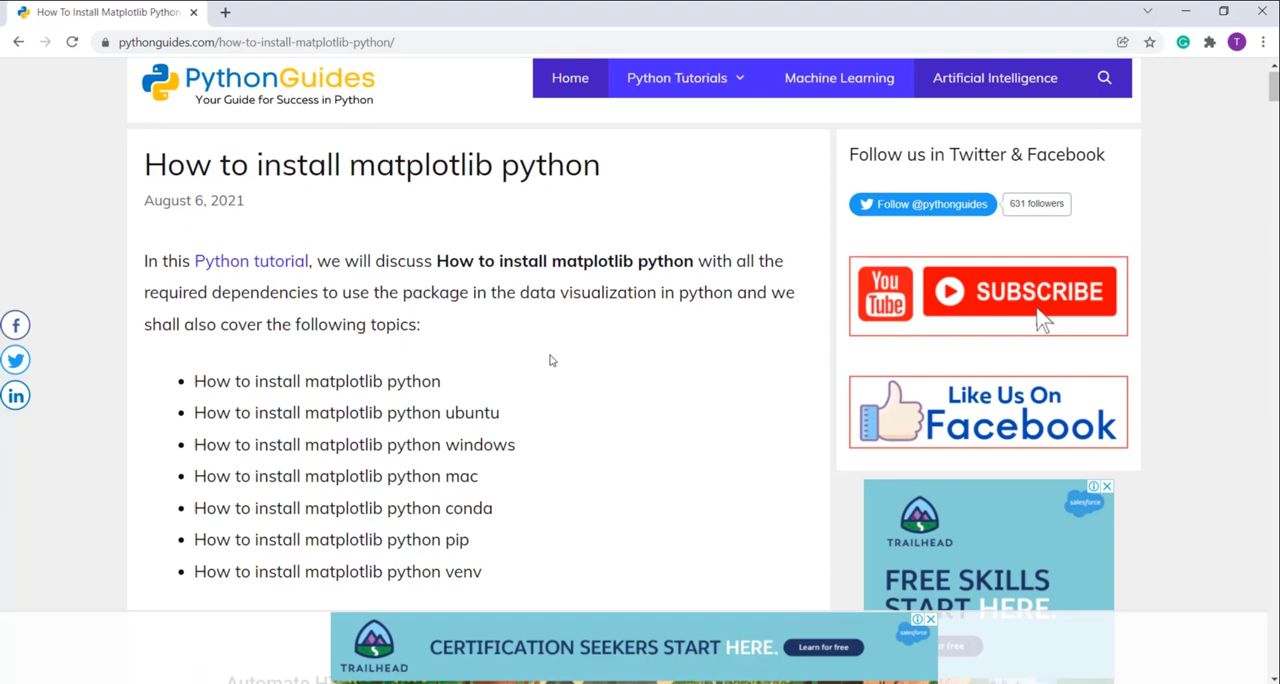 How To Install Matplotlib Python
pythonguides.com/how-to-install-matplotlib-python/
T
PythonGuides
Your Guide for Success in Python
Home
Python Tutorials
Machine Learning
Artificial Intelligence
How to install matplotlib python
August 6, 2021
In this Python tutorial, we will discuss How to install matplotlib python with all the
required dependencies to use the package in the data visualization in python and we
shall also cover the following topics:
• How to install matplotlib python
• How to install matplotlib python ubuntu
• How to install matplotlib python windows
• How to install matplotlib python mac
• How to install matplotlib python conda
• How to install matplotlib python pip
• How to install matplotlib python venv
Follow us in Twitter & Facebook
Follow @pythonguides
631 followers
You
Tube
SUBSCRIBE
Like Us On
Facebook
salesforce
TRAILHEAD
FREE SKILLS
START HERE.
TRAILHEAD
CERTIFICATION SEEKERS START HERE.
Learn for free
salesforce